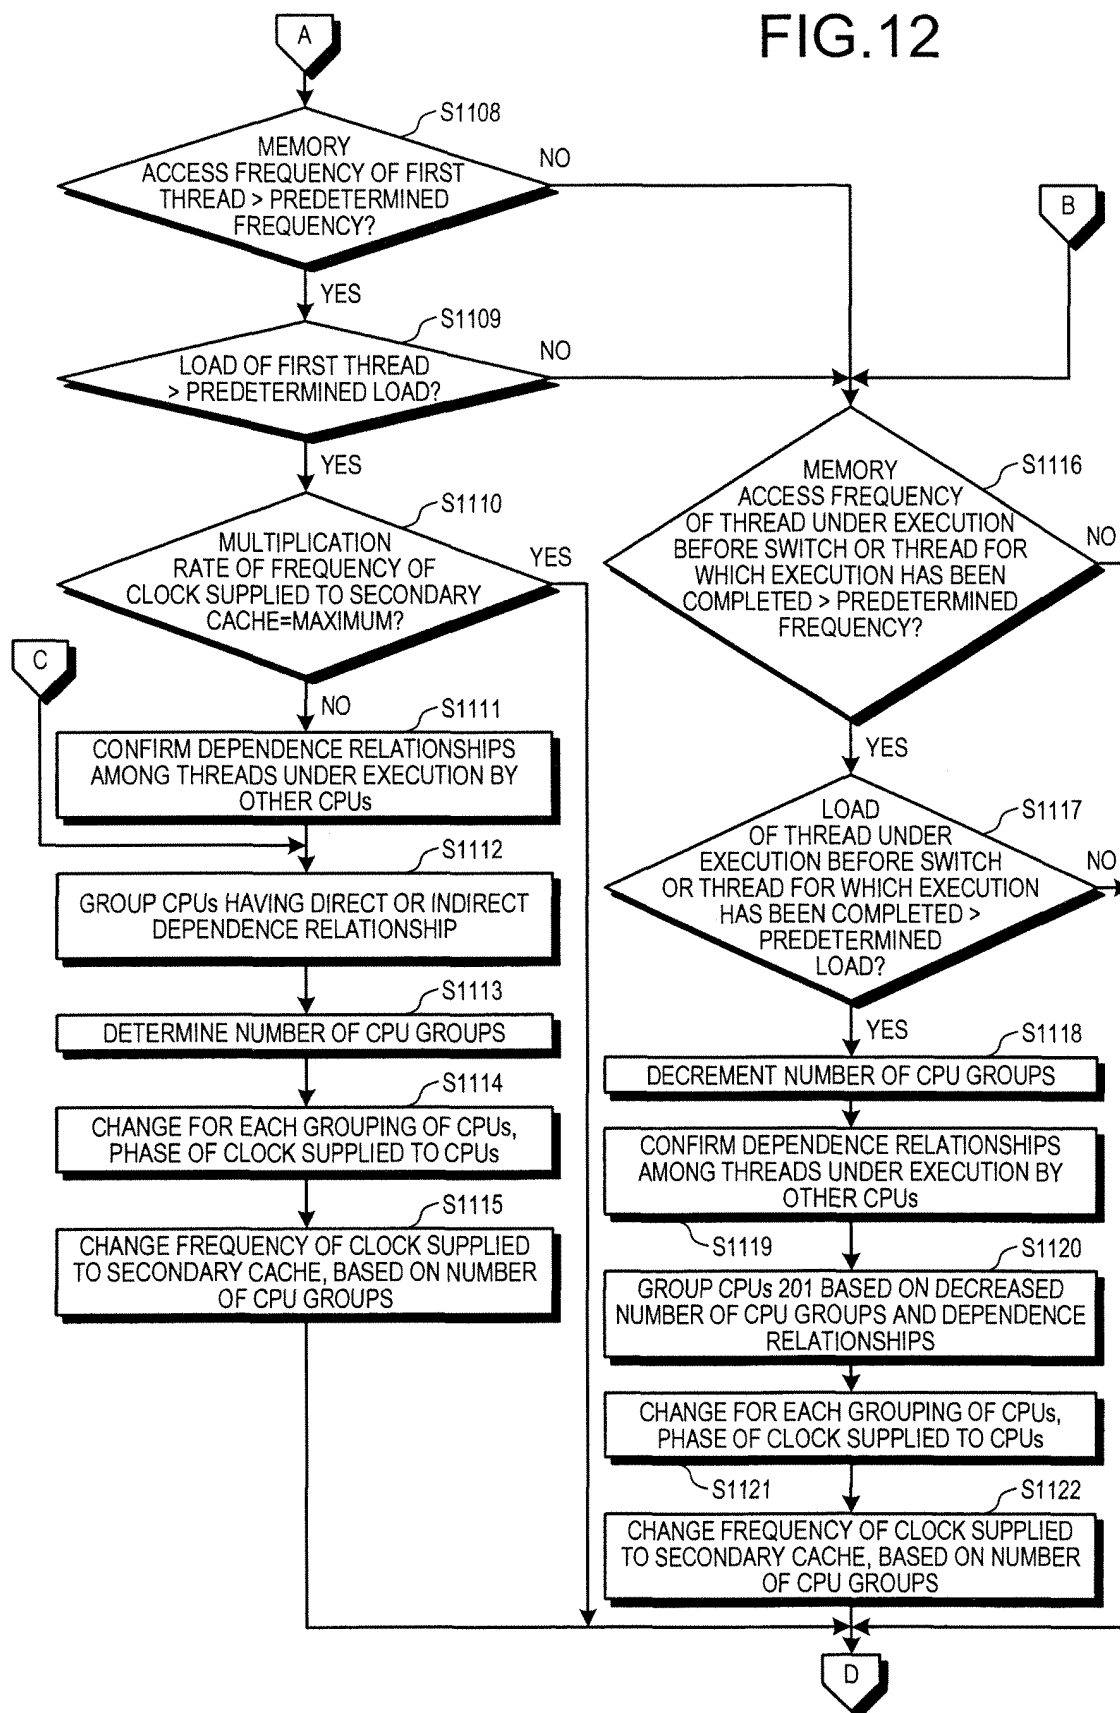 FIG.12
A
S1108
MEMORY
ACCESS FREQUENCY OF FIRST
THREAD > PREDETERMINED
FREQUENCY?
NO
YES
B
S1109
LOAD OF FIRST THREAD
> PREDETERMINED LOAD?
NO
YES
S1110
MULTIPLICATION
RATE OF FREQUENCY OF
CLOCK SUPPLIED TO SECONDARY
CACHE=MAXIMUM?
YES
NO
C
S1111
CONFIRM DEPENDENCE RELATIONSHIPS
AMONG THREADS UNDER EXECUTION BY
OTHER CPUs
S1112
GROUP CPUs HAVING DIRECT OR INDIRECT
DEPENDENCE RELATIONSHIP
S1113
DETERMINE NUMBER OF CPU GROUPS
S1114
CHANGE FOR EACH GROUPING OF CPUs,
PHASE OF CLOCK SUPPLIED TO CPUs
S1115
CHANGE FREQUENCY OF CLOCK SUPPLIED
TO SECONDARY CACHE, BASED ON NUMBER
OF CPU GROUPS
S1116
MEMORY
ACCESS FREQUENCY
OF THREAD UNDER EXECUTION
BEFORE SWITCH OR THREAD FOR
WHICH EXECUTION HAS BEEN
COMPLETED > PREDETERMINED
FREQUENCY?
NO
YES
S1117
LOAD
OF THREAD UNDER
EXECUTION BEFORE SWITCH
OR THREAD FOR WHICH EXECUTION
HAS BEEN COMPLETED >
PREDETERMINED
LOAD?
NO
YES
S1118
DECREMENT NUMBER OF CPU GROUPS
CONFIRM DEPENDENCE RELATIONSHIPS
AMONG THREADS UNDER EXECUTION BY
OTHER CPUs
S1119
S1120
GROUP CPUs 201 BASED ON DECREASED
NUMBER OF CPU GROUPS AND DEPENDENCE
RELATIONSHIPS
CHANGE FOR EACH GROUPING OF CPUs,
PHASE OF CLOCK SUPPLIED TO CPUs
S1121
S1122
CHANGE FREQUENCY OF CLOCK SUPPLIED
TO SECONDARY CACHE, BASED ON NUMBER
OF CPU GROUPS
D